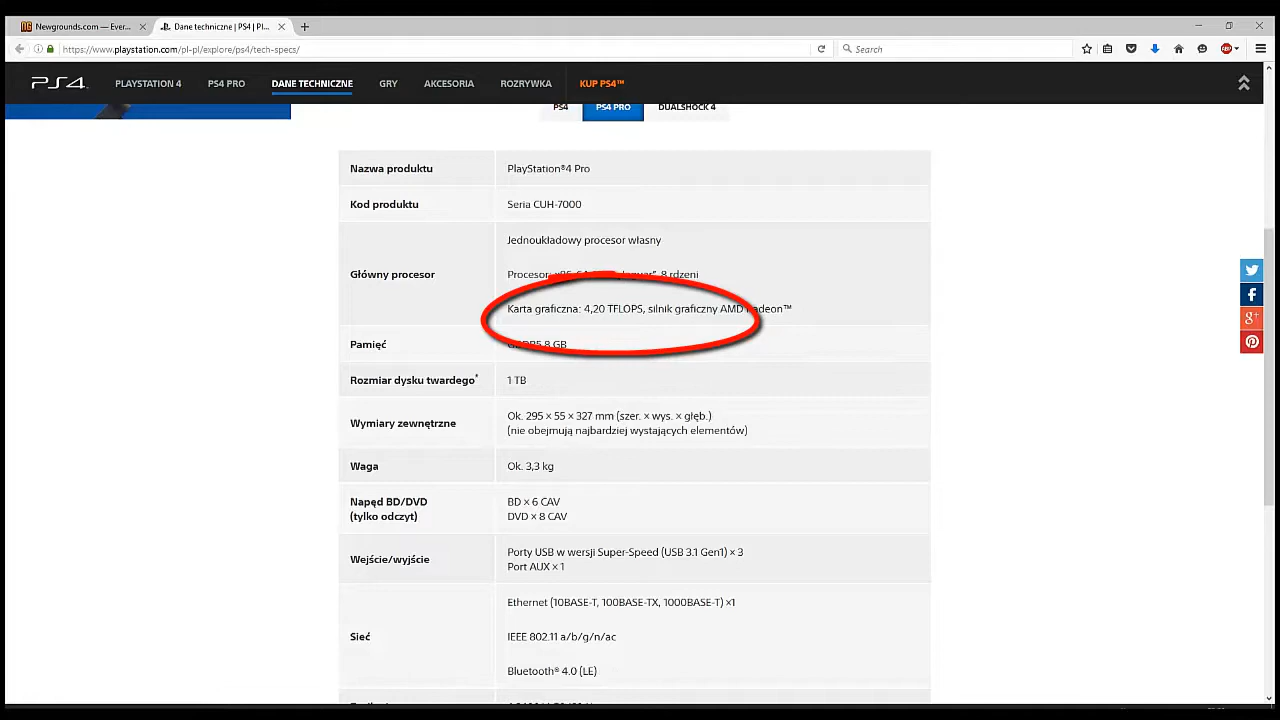 Newgrounds.com — Ever...
Dane techniczne | PS4 | Pl...
https://www.playstation.com/pl-pl/explore/ps4/tech-specs/
Search
PS4
PLAYSTATION 4
PS4 PRO
DANE TECHNICZNE
GRY
AKCESORIA
ROZRYWKA
KUP PS4™
PS4
PS4 PRO
DUALSHOCK 4
Nazwa produktu
PlayStation®4 Pro
Kod produktu
Seria CUH-7000
Główny procesor
Jednoukładowy procesor własny
Procesor: 8 rdzeni
Karta graficzna: 4,20 TFLOPS, silnik graficzny AMD Radeon™
Pamięć
GDDR5 8 GB
Rozmiar dysku twardego*
1 TB
Wymiary zewnętrzne
Ok. 295 × 55 × 327 mm (szer. × wys. × głęb.)
(nie obejmują najbardziej wystających elementów)
Waga
Ok. 3,3 kg
Napęd BD/DVD
(tylko odczyt)
BD × 6 CAV
DVD × 8 CAV
Wejście/wyjście
Porty USB w wersji Super-Speed (USB 3.1 Gen1) × 3
Port AUX × 1
Sieć
Ethernet (10BASE-T, 100BASE-TX, 1000BASE-T) ×1
IEEE 802.11 a/b/g/n/ac
Bluetooth® 4.0 (LE)